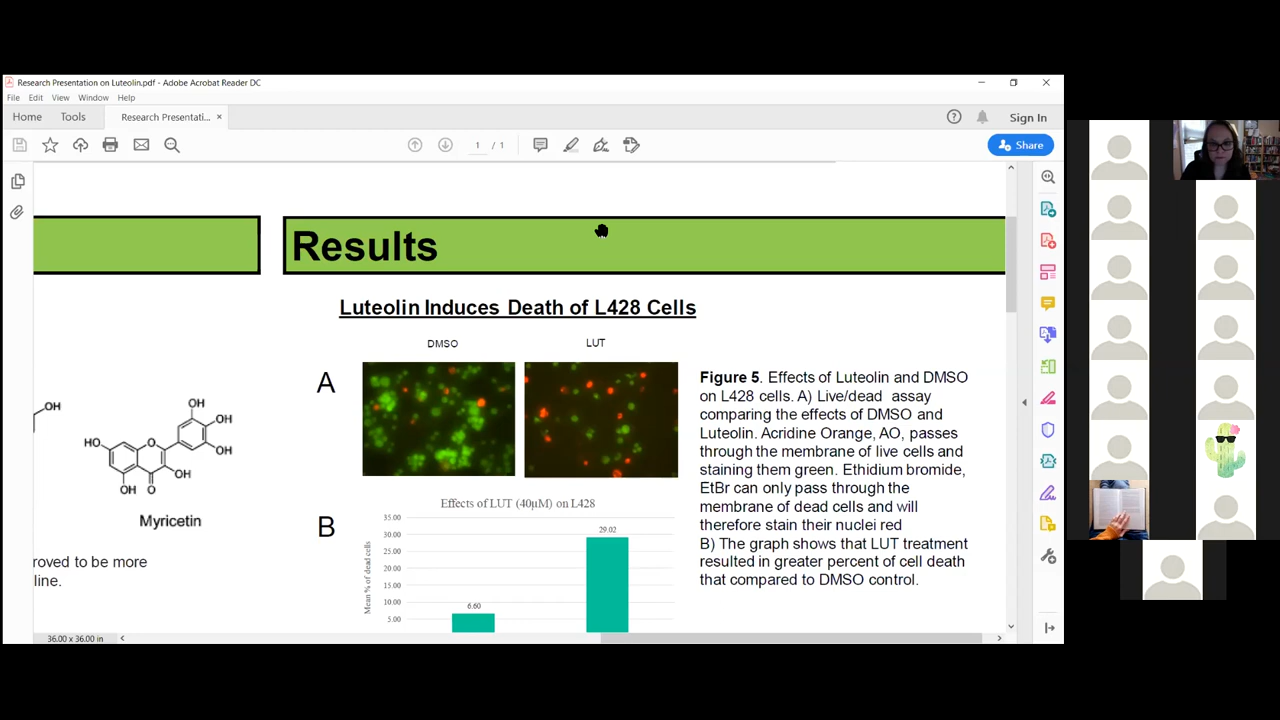 Research Presentation on Luteolin.pdf - Adobe Acrobat Reader DC
File Edit View Window Help
Home Tools Research Presentati... × Sign In
1 / 1 Share
Results
Luteolin Induces Death of L428 Cells
DMSO LUT
A
Figure 5. Effects of Luteolin and DMSO
on L428 cells. A) Live/dead assay
comparing the effects of DMSO and
Luteolin. Acridine Orange, AO, passes
through the membrane of live cells and
staining them green. Ethidium bromide,
EtBr can only pass through the
membrane of dead cells and will
therefore stain their nuclei red
B) The graph shows that LUT treatment
resulted in greater percent of cell death
that compared to DMSO control.
B
Effects of LUT (40µM) on L428
Mean % of dead cells
35.00
30.00
25.00
20.00
15.00
10.00
5.00
6.60
29.02
OH
OH
OH
HO
O
OH
OH
OH
O
Myricetin
roved to be more
line.
36.00 x 36.00 in